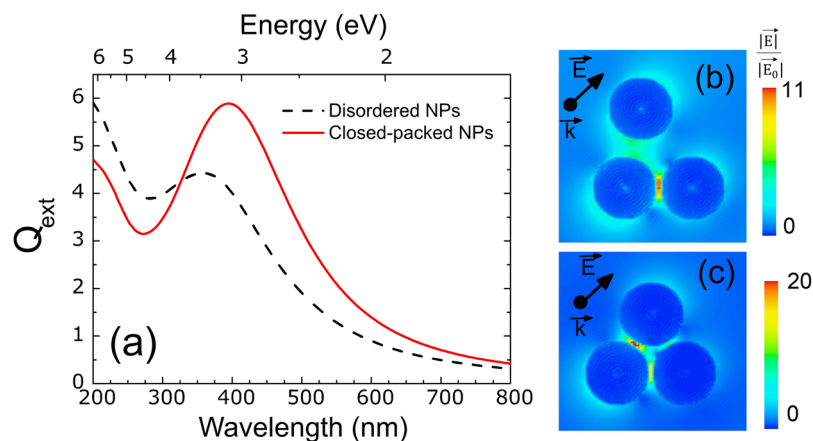 Energy (eV)
6 5 4 3 2
Disordered NPs
Closed-packed NPs
6
5
4
3
2
1
0
Qext
(a)
200 300 400 500 600 700 800
Wavelength (nm)
|E|
|E0|
E
k
(b)
11
0
E
k
(c)
20
0